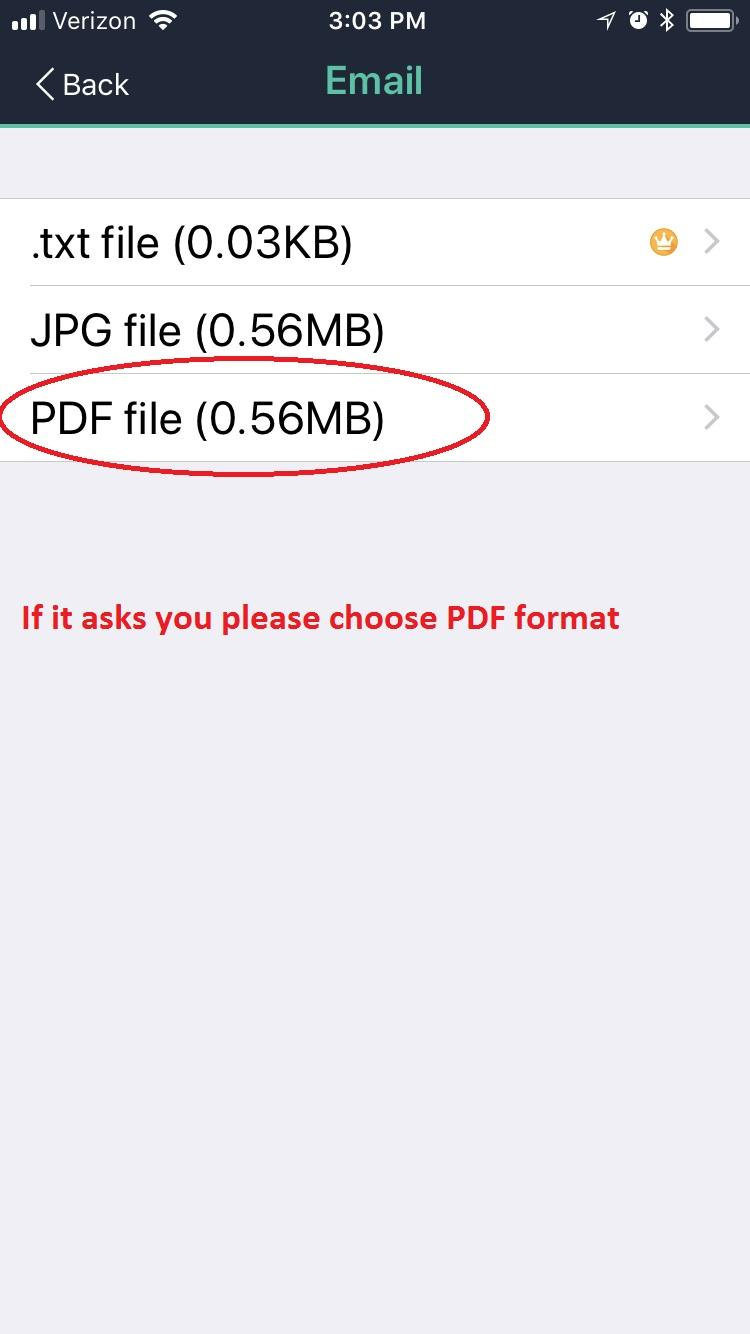 Verizon 3:03 PM
Back Email
.txt file (0.03KB)
JPG file (0.56MB)
PDF file (0.56MB)
If it asks you please choose PDF format